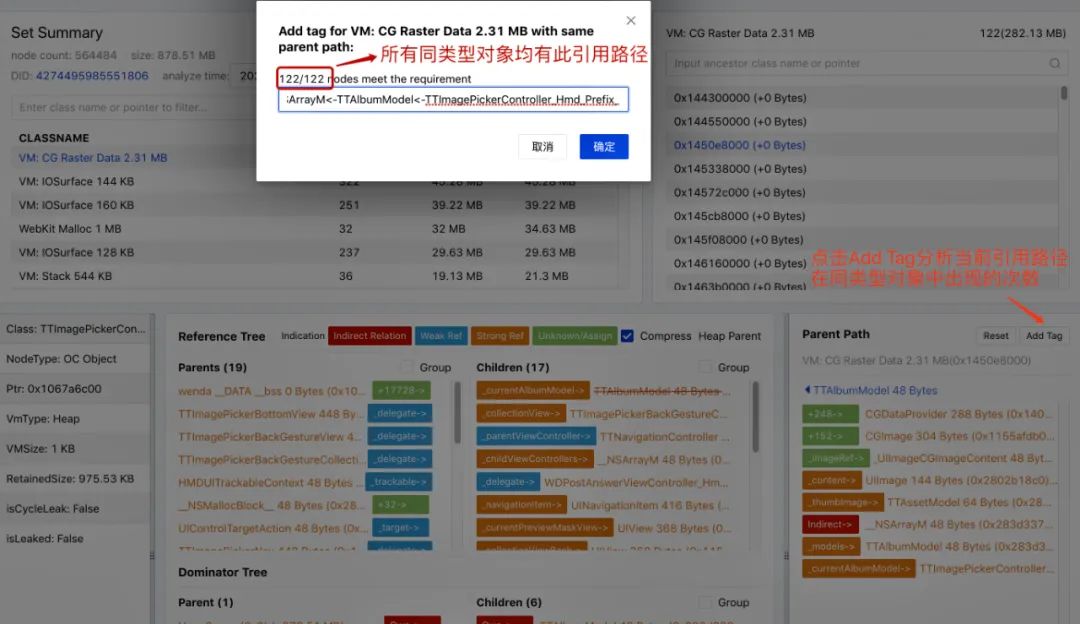 Set Summary
node count: 564484 size: 878.51 MB
DID: 4274495985551806 analyze time: 202
Enter class name or pointer to filter...
CLASSNAME
VM: CG Raster Data 2.31 MB
VM: IOSurface 144 KB 322 45.28 MB 45.28 MB
VM: IOSurface 160 KB 251 39.22 MB 39.22 MB
WebKit Malloc 1 MB 32 32 MB 34.63 MB
VM: IOSurface 128 KB 237 29.63 MB 29.63 MB
VM: Stack 544 KB 36 19.13 MB 21.3 MB
Add tag for VM: CG Raster Data 2.31 MB with same
parent path:
所有同类型对象均有此引用路径
122/122 nodes meet the requirement
ArrayM<-TTAlbumModel<-TTImagePickerController_Hmd_Prefix_
取消 确定
VM: CG Raster Data 2.31 MB 122(282.13 MB)
Input ancestor class name or pointer
0x144300000 (+0 Bytes)
0x144550000 (+0 Bytes)
0x1450e8000 (+0 Bytes)
0x145338000 (+0 Bytes)
0x14572c000 (+0 Bytes)
0x145cb8000 (+0 Bytes)
0x145f08000 (+0 Bytes)
0x146160000 (+0 Bytes)
0x1463b0000 (+0 Bytes)
点击Add Tag分析当前引用路径
在同类型对象中出现的次数
Class: TTImagePickerCon...
NodeType: OC Object
Ptr: 0x1067a6c00
VmType: Heap
VMSize: 1 KB
RetainedSize: 975.53 KB
isCycleLeak: False
isLeaked: False
Reference Tree Indication Indirect Relation Weak Ref Strong Ref Unknown/Assign Compress Heap Parent
Parents (19) Group
wenda __DATA __bss 0 Bytes (0x10... +17728->
TTImagePickerBottomView 448 By... _delegate->
TTImagePickerBackGestureView 4... _delegate->
TTImagePickerBackGestureCollecti... _delegate->
HMDUITrackableContext 48 Bytes ... _trackable->
__NSMallocBlock__ 48 Bytes (0x28... +32->
UIControlTargetAction 48 Bytes (0x... _target->
Children (17) Group
_currentAlbumModel-> TTAlbumModel 48 Bytes ...
_collectionView-> TTImagePickerBackGestureC...
_parentViewController-> TTNavigationController ...
_childViewControllers-> __NSArrayM 48 Bytes (0...
_delegate-> WDPostAnswerViewController_Hm...
_navigationItem-> UINavigationItem 416 Bytes (...
_currentPreviewMaskView-> UIView 368 Bytes (0x...
Dominator Tree
Parent (1)
Children (6) Group
Parent Path Reset Add Tag
VM: CG Raster Data 2.31 MB(0x1450e8000)
TTAlbumModel 48 Bytes
+248-> CGDataProvider 288 Bytes (0x140...
+152-> CGImage 304 Bytes (0x1155afdb0...
_imageRef-> _UIImageCGImageContent 48 Byt...
_content-> UIImage 144 Bytes (0x2802b18c0)...
_thumbImage-> TTAssetModel 64 Bytes (0x28...
Indirect-> __NSArrayM 48 Bytes (0x283d337...
_models-> TTAlbumModel 48 Bytes (0x283d3...
_currentAlbumModel-> TTImagePickerController...